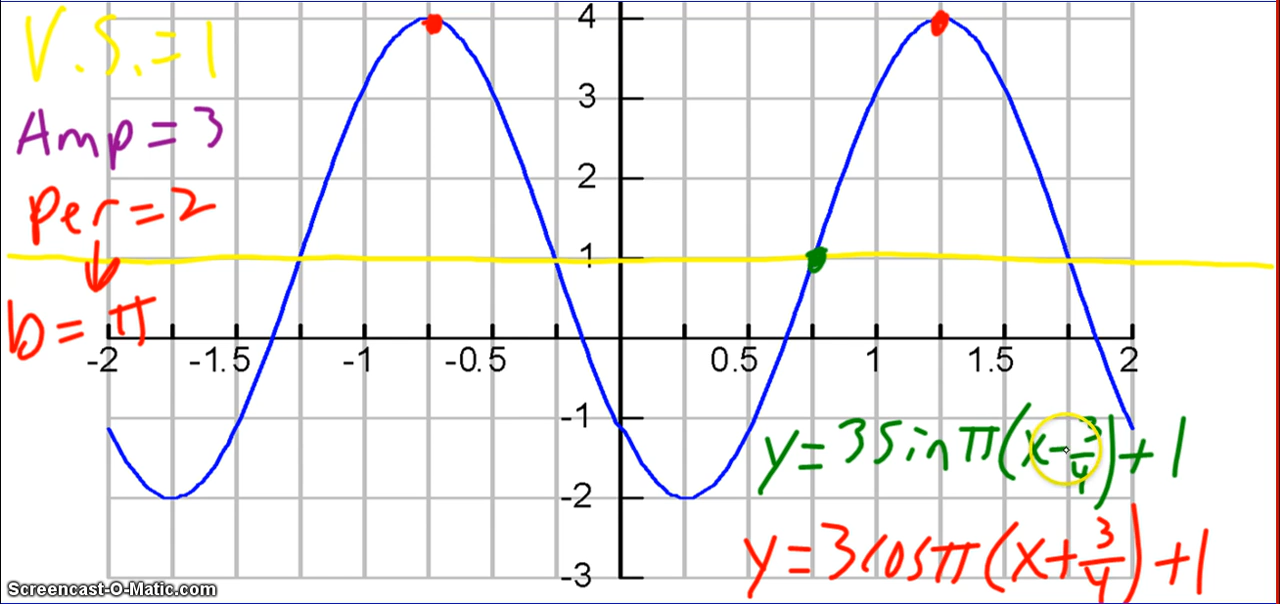 V.S.=1
Amp=3
per=2
b=π
4
3
2
1
-1
-2
-3
-2 -1.5 -1 -0.5 0.5 1 1.5 2
y=3sinπ(x-3/4)+1
y=3cosπ(x+3/4)+1
Screencast-O-Matic.com